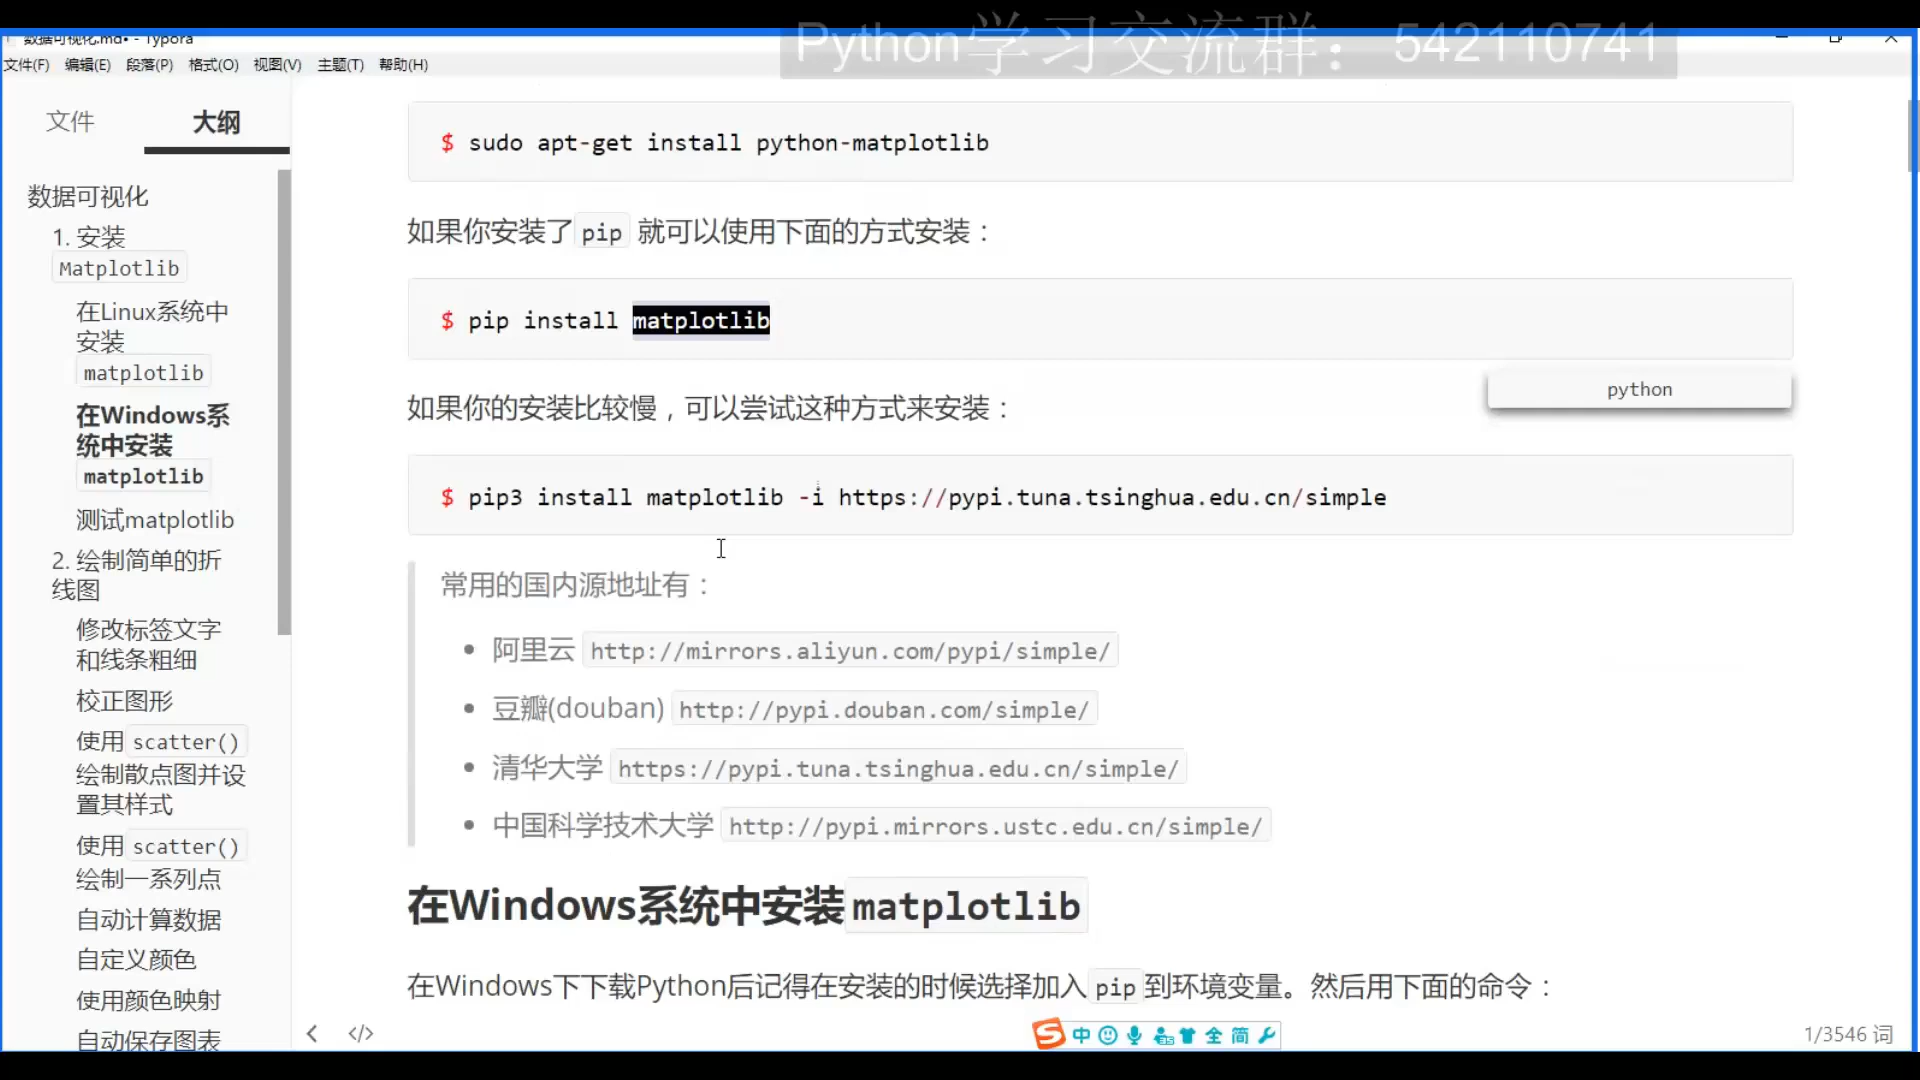 Python学习交流群：542110741
数据可视化.md• - Typora
文件(F) 编辑(E) 段落(P) 格式(O) 视图(V) 主题(T) 帮助(H)
文件 大纲
数据可视化
1. 安装
Matplotlib
在Linux系统中
安装
matplotlib
在Windows系
统中安装
matplotlib
测试matplotlib
2. 绘制简单的折
线图
修改标签文字
和线条粗细
校正图形
使用 scatter()
绘制散点图并设
置其样式
使用 scatter()
绘制一系列点
自动计算数据
自定义颜色
使用颜色映射
自动保存图表
$ sudo apt-get install python-matplotlib
如果你安装了 pip 就可以使用下面的方式安装：
$ pip install matplotlib
python
如果你的安装比较慢，可以尝试这种方式来安装：
$ pip3 install matplotlib -i https://pypi.tuna.tsinghua.edu.cn/simple
常用的国内源地址有：
• 阿里云 http://mirrors.aliyun.com/pypi/simple/
• 豆瓣(douban) http://pypi.douban.com/simple/
• 清华大学 https://pypi.tuna.tsinghua.edu.cn/simple/
• 中国科学技术大学 http://pypi.mirrors.ustc.edu.cn/simple/
在Windows系统中安装matplotlib
在Windows下下载Python后记得在安装的时候选择加入 pip 到环境变量。然后用下面的命令：
中 全 简
1/3546 词